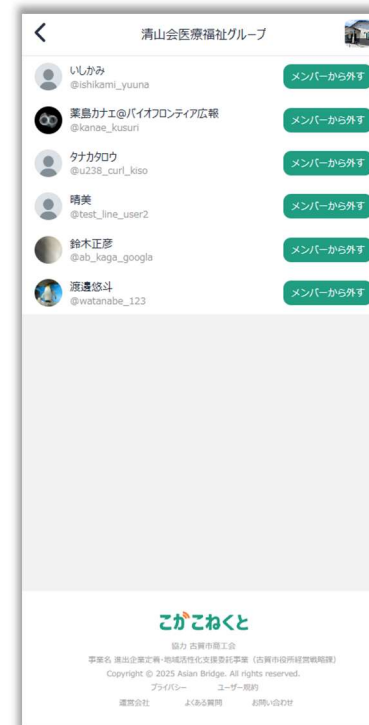 清山会医療福祉グループ
いしかみ
メンバーから外す
@ishikami_yuuna
薬島カナエ@バイオフロンティア広報
メンバーから外す
@kanae_kusuri
タナカタロウ
メンバーから外す
@u238_curl_kiso
晴美
メンバーから外す
@test_line_user2
鈴木正彦
メンバーから外す
@ab_kaga_googla
渡邉悠斗
メンバーから外す
@watanabe_123
こがこねくと
協力 古賀市商工会
事業名 進出企業定着・地域活性化支援委託事業（古賀市役所経営戦略課）
Copyright © 2025 Asian Bridge. All rights reserved.
プライバシー ユーザー規約
運営会社 よくある質問 お問い合わせ